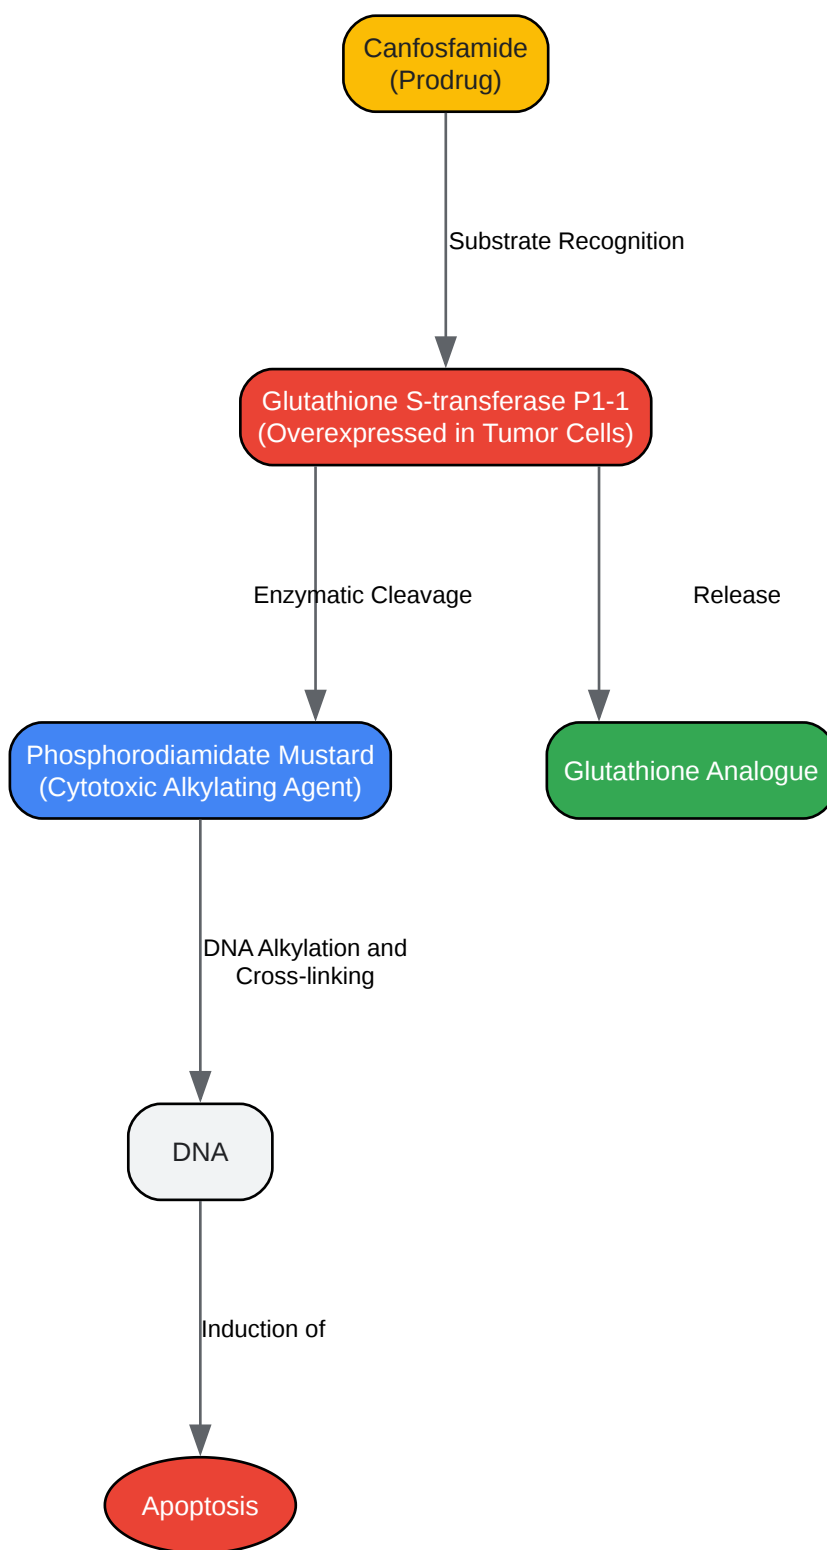 Canfosfamide
(Prodrug)
Substrate Recognition
Glutathione S-transferase P1-1
(Overexpressed in Tumor Cells)
Enzymatic Cleavage
Release
Phosphorodiamidate Mustard
(Cytotoxic Alkylating Agent)
Glutathione Analogue
DNA Alkylation and
Cross-linking
DNA
Induction of
Apoptosis